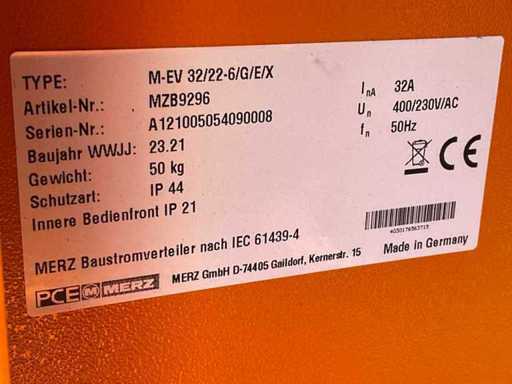 TYPE: M-EV 32/22-6/G/E/X
Artikel-Nr.: MZB9296
Serien-Nr.: A121005054090008
Baujahr WWJJ: 23.21
Gewicht: 50 kg
Schutzart: IP 44
Innere Bedienfront IP 21
InA 32A
Un 400/230V/AC
fn 50Hz
CE
4030176563715
MERZ Baustromverteiler nach IEC 61439-4
Made in Germany
PCE M MERZ
MERZ GmbH D-74405 Gaildorf, Kernerstr. 15